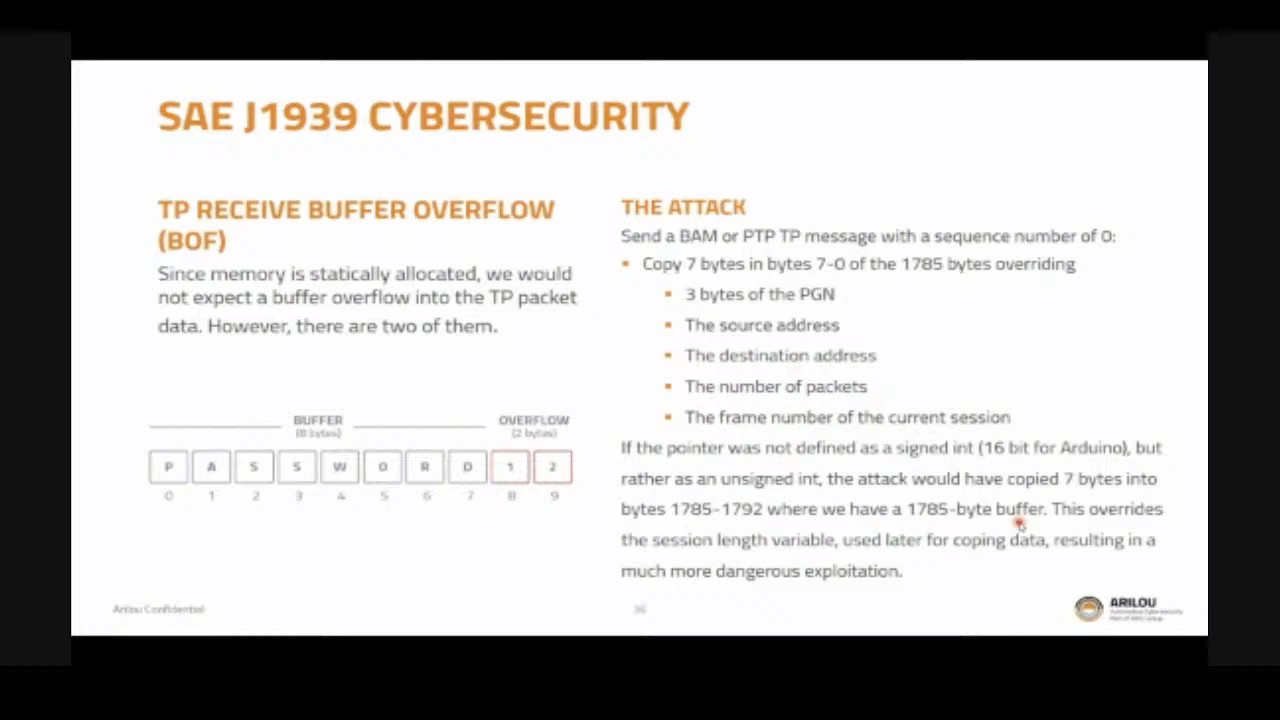 SAE J1939 CYBERSECURITY
TP RECEIVE BUFFER OVERFLOW
(BOF)
Since memory is statically allocated, we would
not expect a buffer overflow into the TP packet
data. However, there are two of them.
BUFFER
(8 bytes)
OVERFLOW
(2 bytes)
P A S S W O R D 1 2
0 1 2 3 4 5 6 7 8 9
THE ATTACK
Send a BAM or PTP TP message with a sequence number of 0:
Copy 7 bytes in bytes 7-0 of the 1785 bytes overriding
3 bytes of the PGN
The source address
The destination address
The number of packets
The frame number of the current session
If the pointer was not defined as a signed int (16 bit for Arduino), but
rather as an unsigned int, the attack would have copied 7 bytes into
bytes 1785-1792 where we have a 1785-byte buffer. This overrides
the session length variable, used later for coping data, resulting in a
much more dangerous exploitation.
Arilou Confidential
36
ARILOU
Automotive Cybersecurity